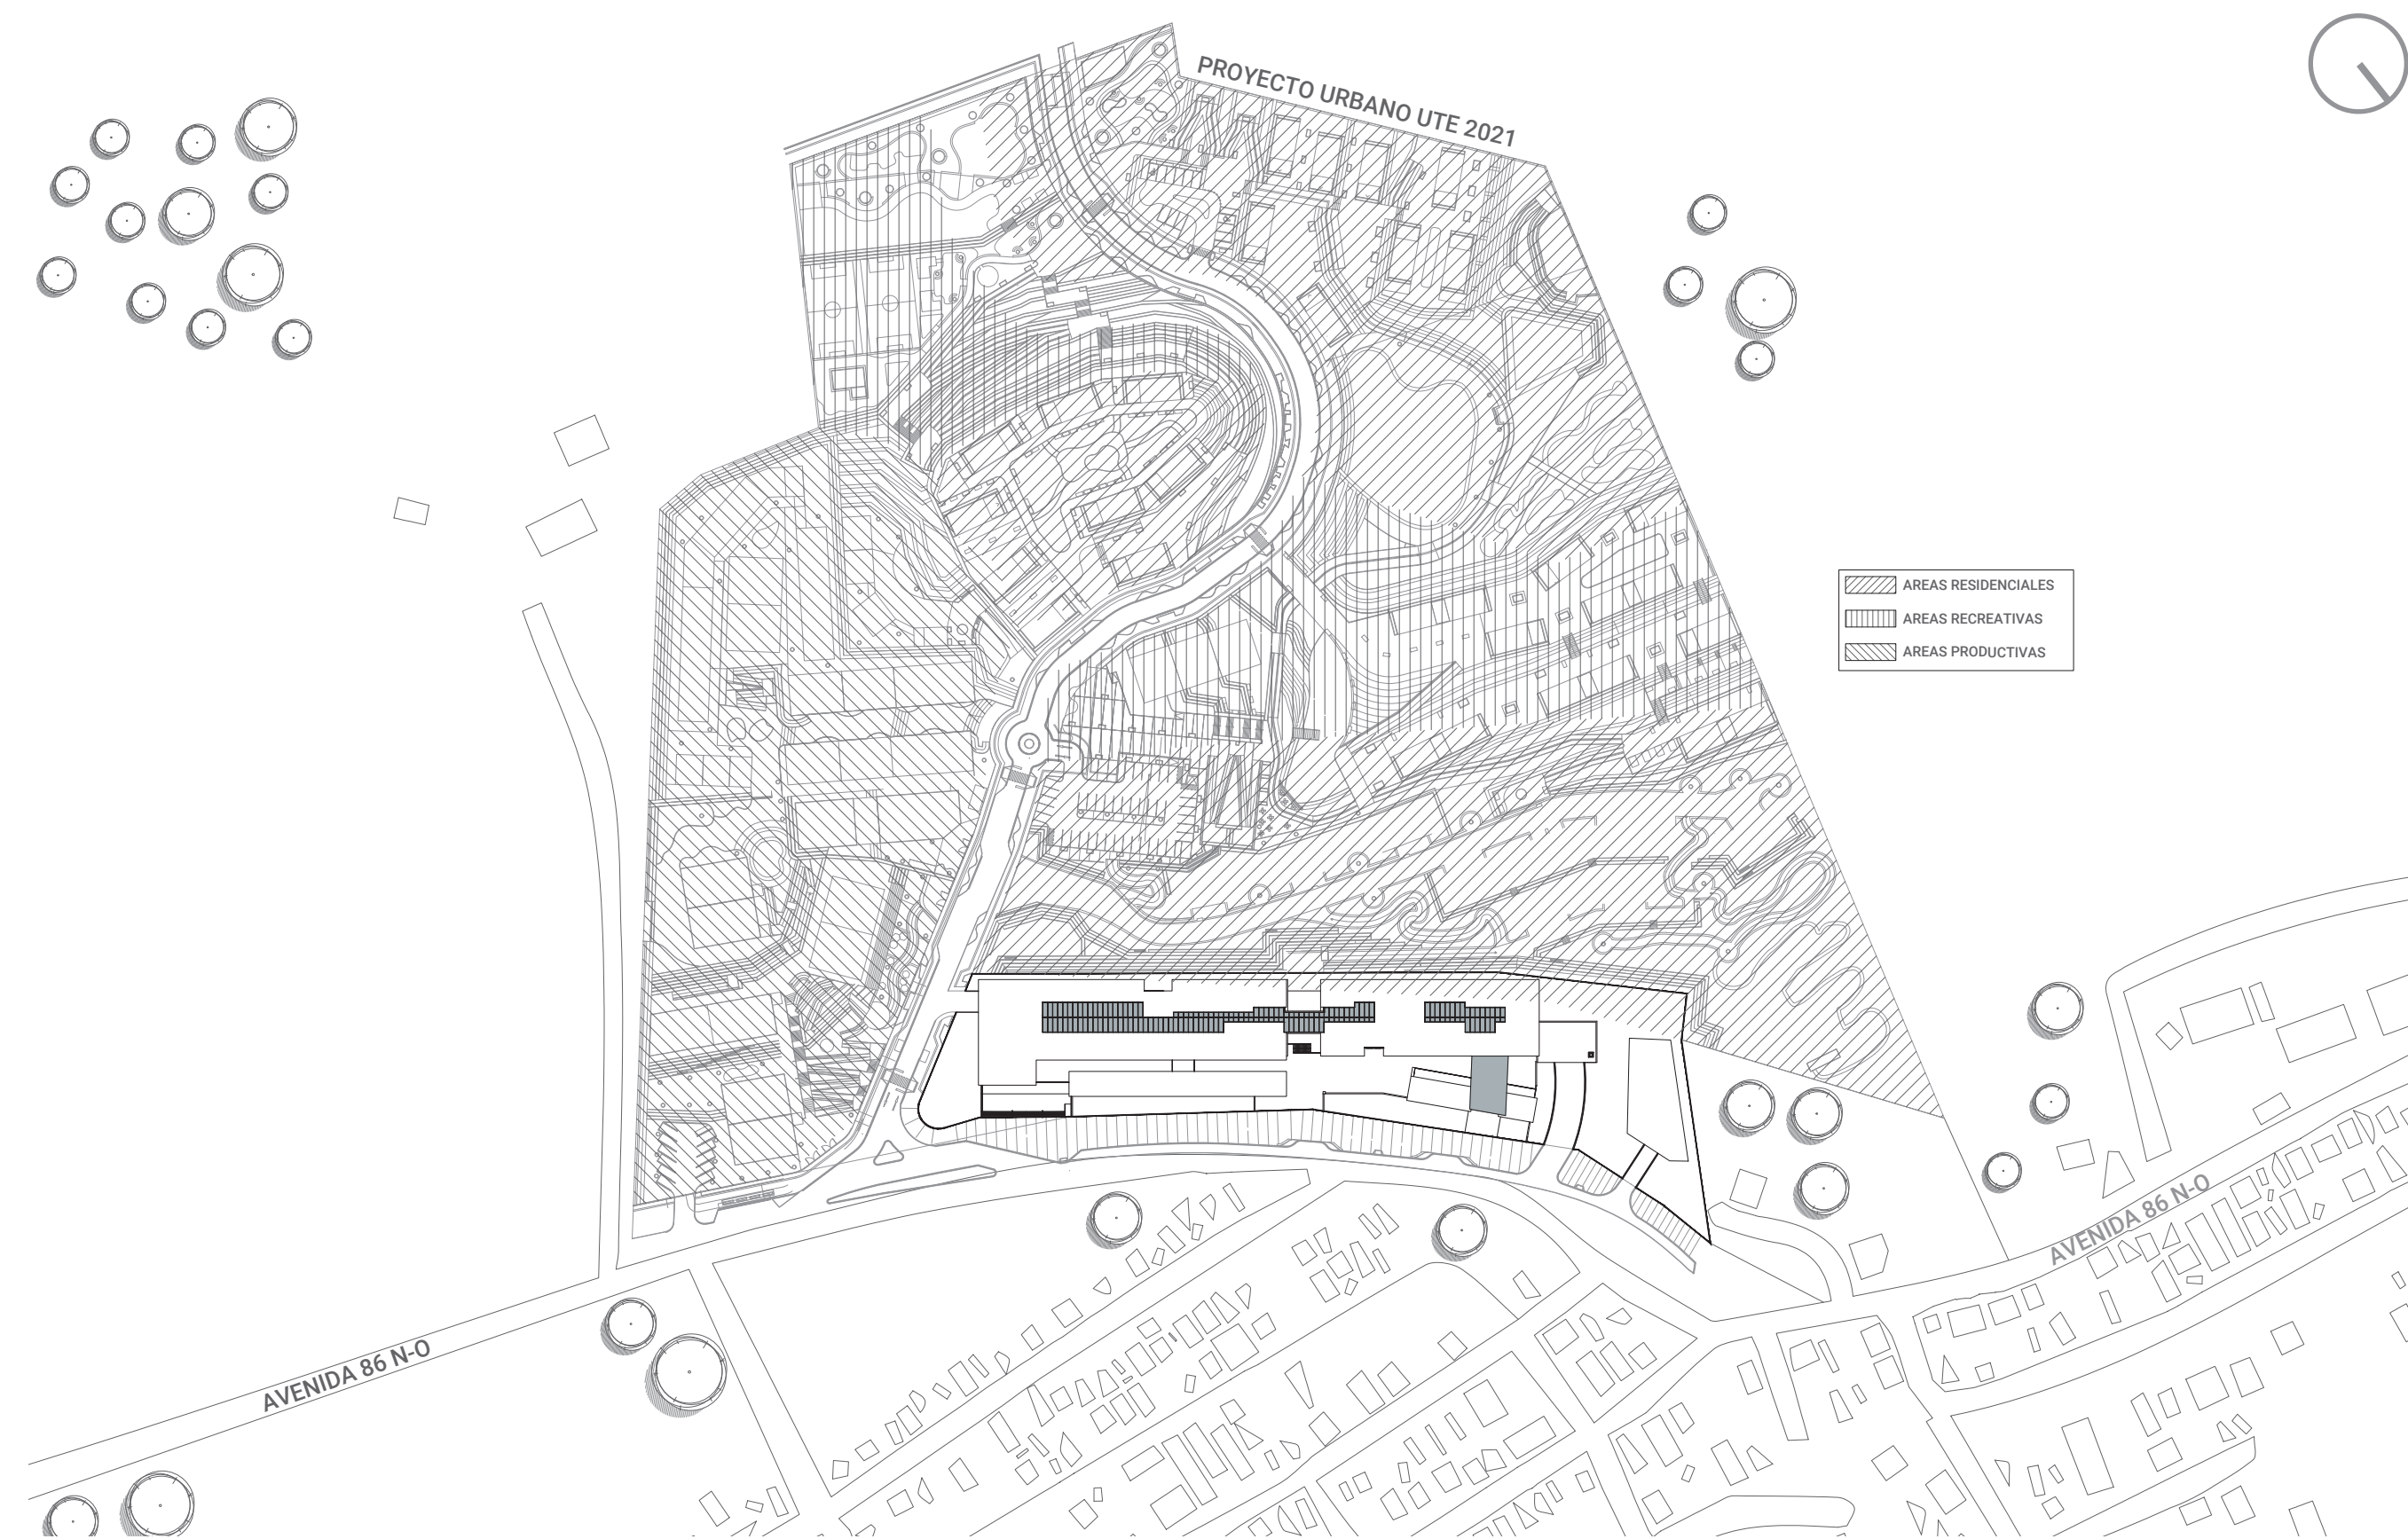 PROYECTO URBANO UTE 2021
AREAS RESIDENCIALES
AREAS RECREATIVAS
AREAS PRODUCTIVAS
AVENIDA 86 N-O
AVENIDA 86 N-O